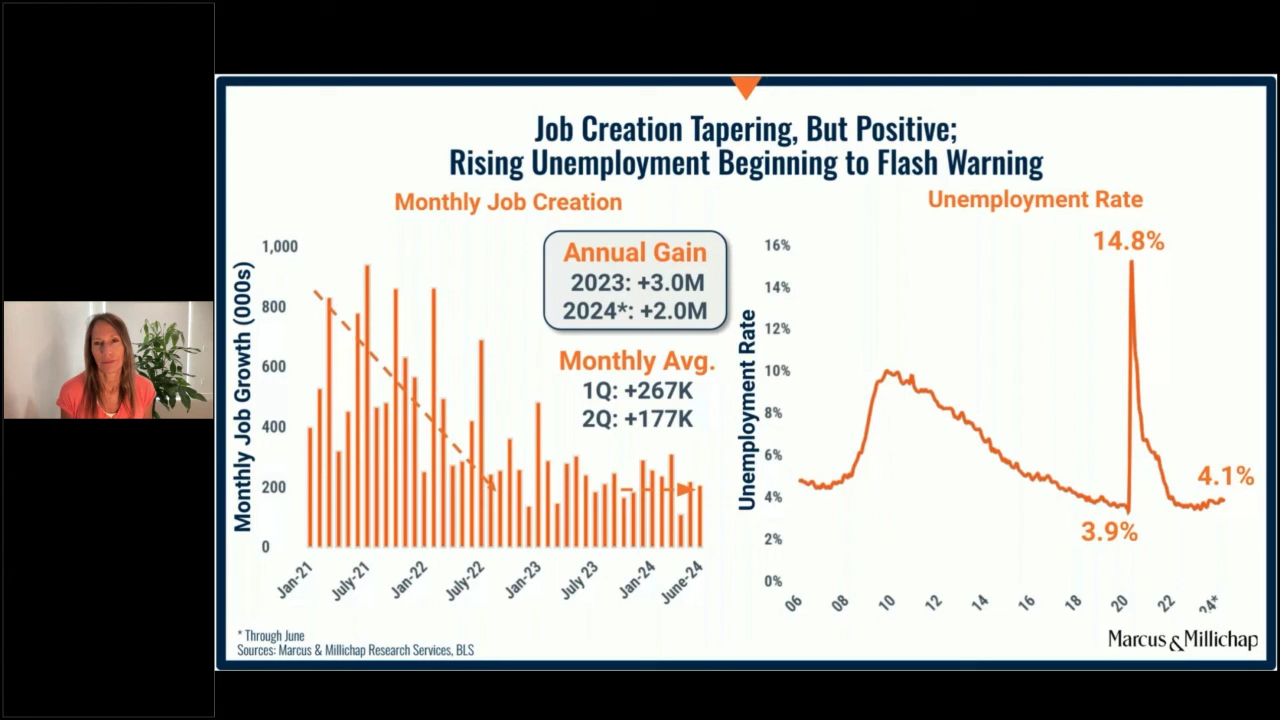 Job Creation Tapering, But Positive;
Rising Unemployment Beginning to Flash Warning
Monthly Job Creation
Monthly Job Growth (000s)
1,000
800
600
400
200
0
Jan-21
July-21
Jan-22
July-22
Jan-23
July 23
Jan-24
June-24
Annual Gain
2023: +3.0M
2024*: +2.0M
Monthly Avg.
1Q: +267K
2Q: +177K
Unemployment Rate
Unemployment Rate
16%
14%
12%
10%
8%
6%
4%
2%
0%
14.8%
3.9%
4.1%
06
08
10
12
14
16
18
20
22
24*
* Through June
Sources: Marcus & Millichap Research Services, BLS
Marcus & Millichap